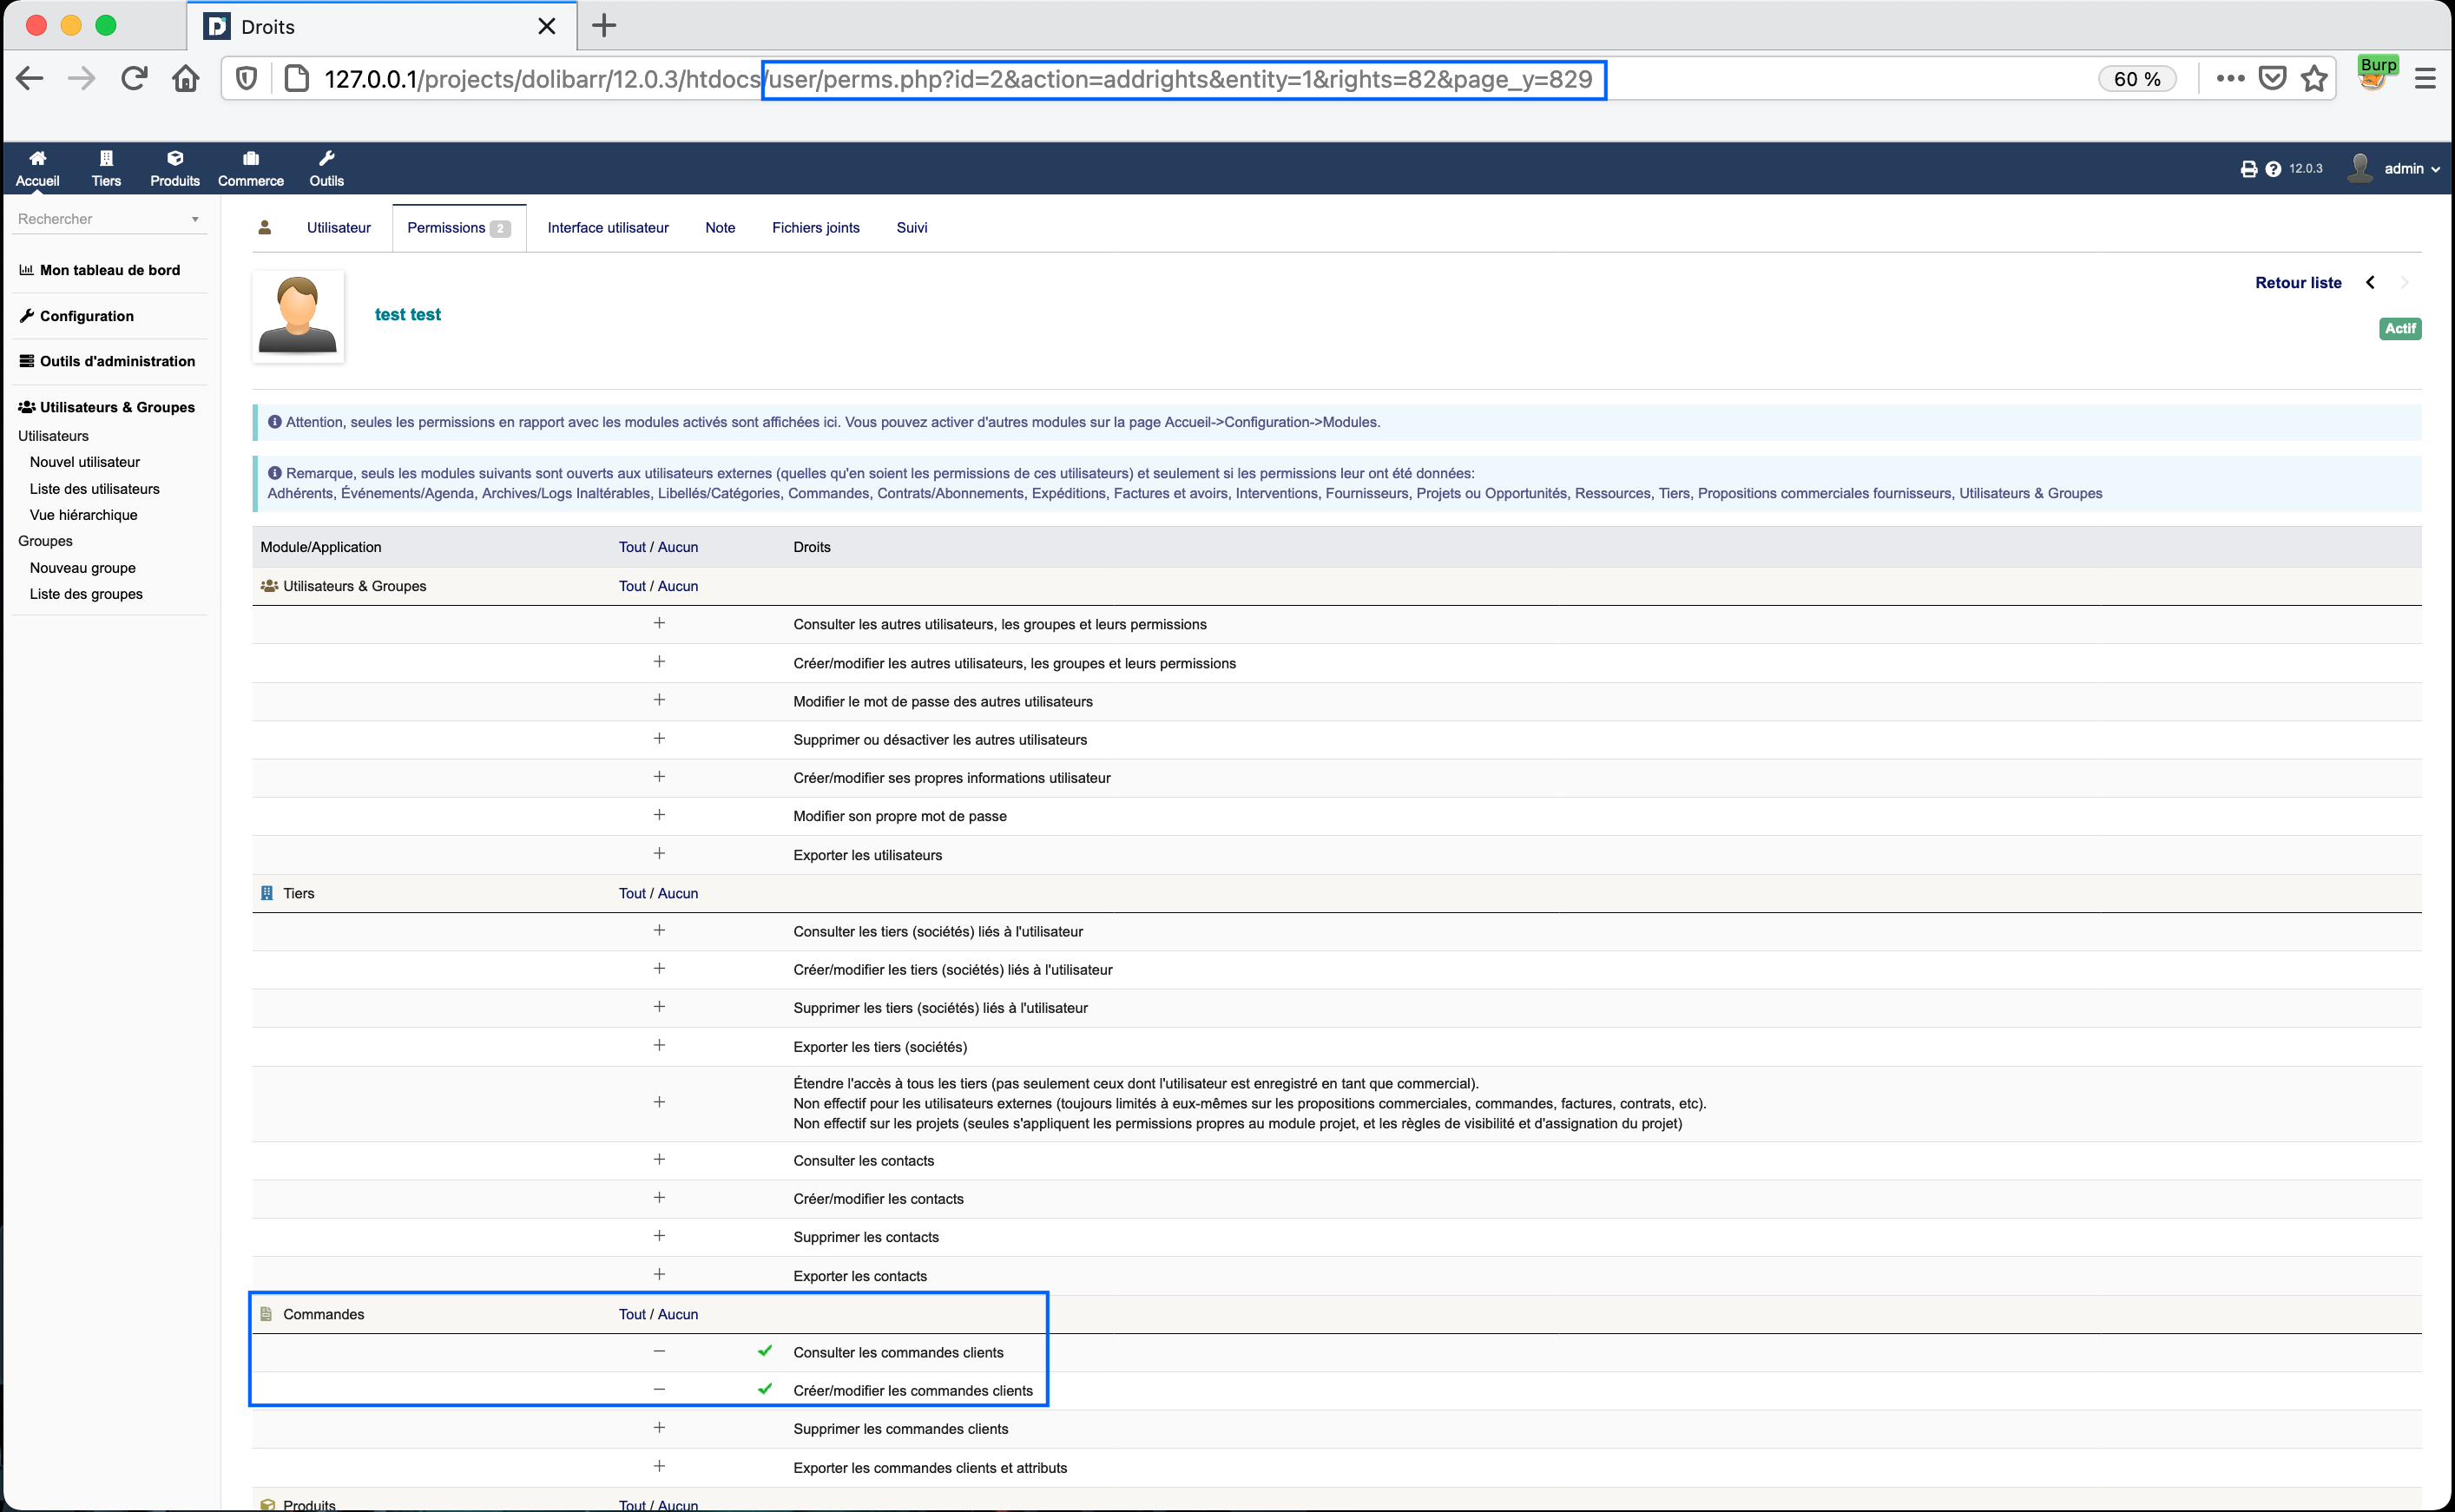 Droits
127.0.0.1/projects/dolibarr/12.0.3/htdocs/user/perms.php?id=2&action=addrights&entity=1&rights=82&page_y=829
60 %
Burp
Accueil
Tiers
Produits
Commerce
Outils
12.0.3
admin
Rechercher
Mon tableau de bord
Configuration
Outils d'administration
Utilisateurs & Groupes
Utilisateurs
Nouvel utilisateur
Liste des utilisateurs
Vue hiérarchique
Groupes
Nouveau groupe
Liste des groupes
Utilisateur
Permissions 2
Interface utilisateur
Note
Fichiers joints
Suivi
test test
Retour liste
Actif
Attention, seules les permissions en rapport avec les modules activés sont affichées ici. Vous pouvez activer d'autres modules sur la page Accueil->Configuration->Modules.
Remarque, seuls les modules suivants sont ouverts aux utilisateurs externes (quelles qu'en soient les permissions de ces utilisateurs) et seulement si les permissions leur ont été données:
Adhérents, Événements/Agenda, Archives/Logs Inaltérables, Libellés/Catégories, Commandes, Contrats/Abonnements, Expéditions, Factures et avoirs, Interventions, Fournisseurs, Projets ou Opportunités, Ressources, Tiers, Propositions commerciales fournisseurs, Utilisateurs & Groupes
Module/Application Tout / Aucun Droits
Utilisateurs & Groupes Tout / Aucun
Consulter les autres utilisateurs, les groupes et leurs permissions
Créer/modifier les autres utilisateurs, les groupes et leurs permissions
Modifier le mot de passe des autres utilisateurs
Supprimer ou désactiver les autres utilisateurs
Créer/modifier ses propres informations utilisateur
Modifier son propre mot de passe
Exporter les utilisateurs
Tiers Tout / Aucun
Consulter les tiers (sociétés) liés à l'utilisateur
Créer/modifier les tiers (sociétés) liés à l'utilisateur
Supprimer les tiers (sociétés) liés à l'utilisateur
Exporter les tiers (sociétés)
Étendre l'accès à tous les tiers (pas seulement ceux dont l'utilisateur est enregistré en tant que commercial).
Non effectif pour les utilisateurs externes (toujours limités à eux-mêmes sur les propositions commerciales, commandes, factures, contrats, etc).
Non effectif sur les projets (seules s'appliquent les permissions propres au module projet, et les règles de visibilité et d'assignation du projet)
Consulter les contacts
Créer/modifier les contacts
Supprimer les contacts
Exporter les contacts
Commandes Tout / Aucun
Consulter les commandes clients
Créer/modifier les commandes clients
Supprimer les commandes clients
Exporter les commandes clients et attributs
Produits Tout / Aucun